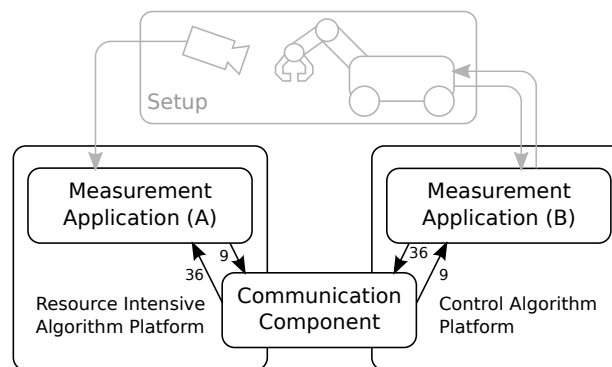 Setup
Measurement
Application (A)
Measurement
Application (B)
9
36
36
9
Resource Intensive
Algorithm Platform
Communication
Component
Control Algorithm
Platform